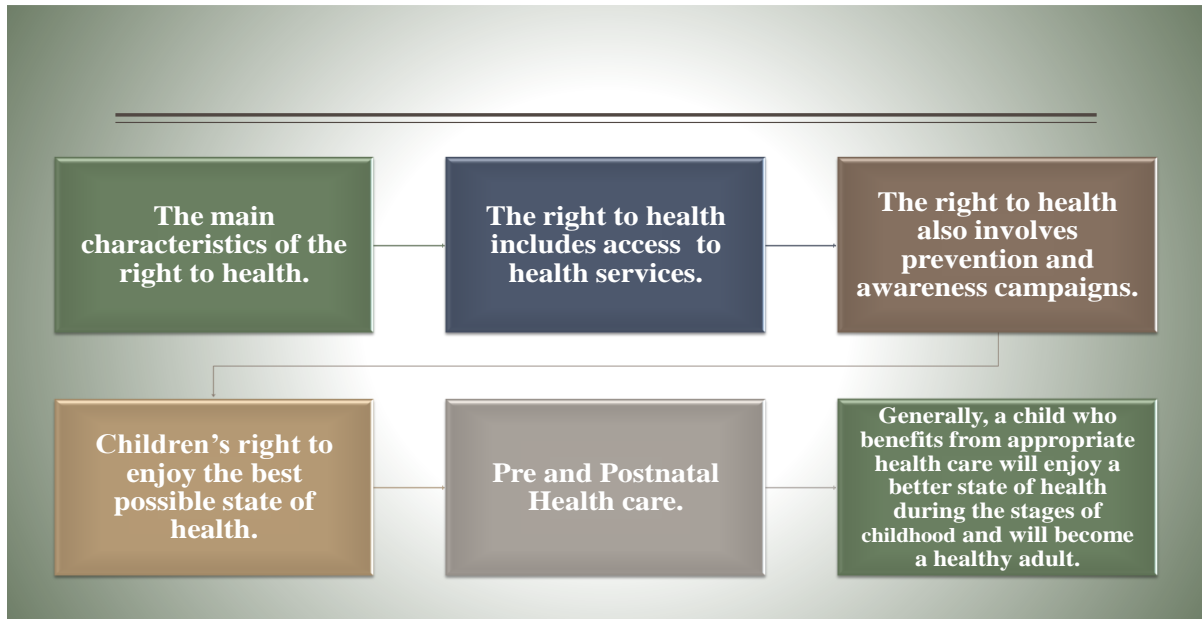 The main
characteristics of the
right to health.
The right to health
includes access  to
health services.
The right to health
also involves
prevention and
awareness campaigns.
Children’s right to
enjoy the best
possible state of
health.
Pre and Postnatal
Health care.
Generally, a child who
benefits from appropriate
health care will enjoy a
better state of health
during the stages of
childhood and will become
a healthy adult.